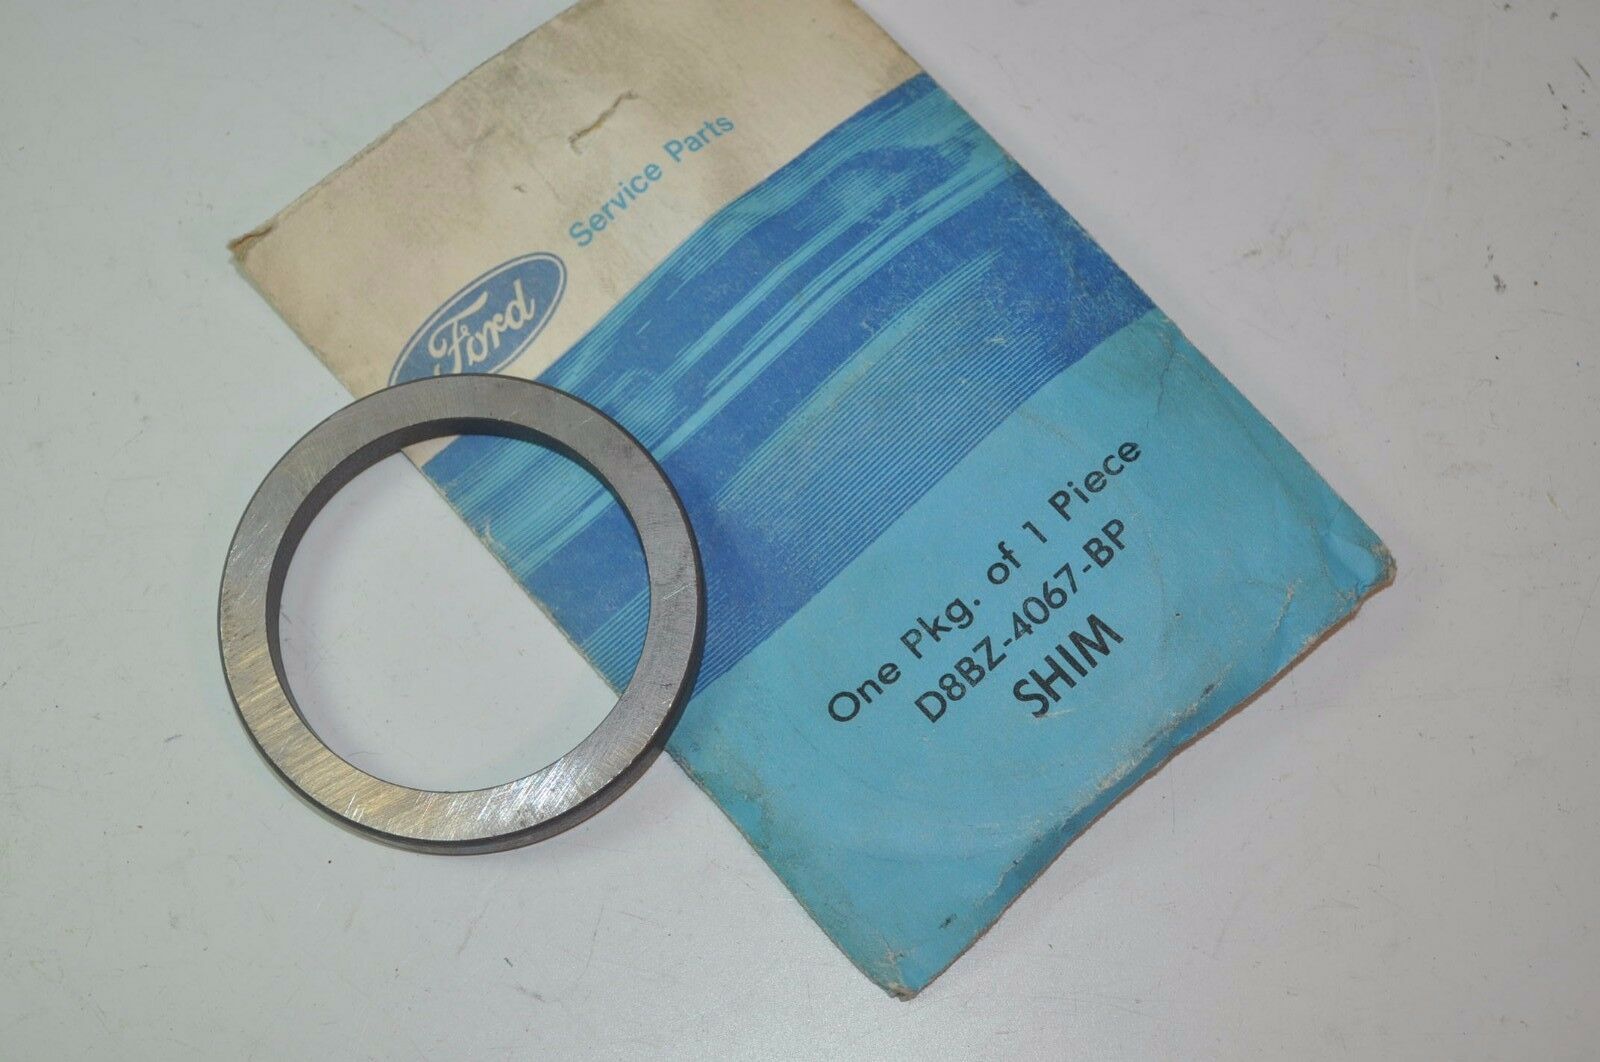 Ford
Service Parts
One Pkg. of 1 Piece
D8BZ-4067-BP
SHIM